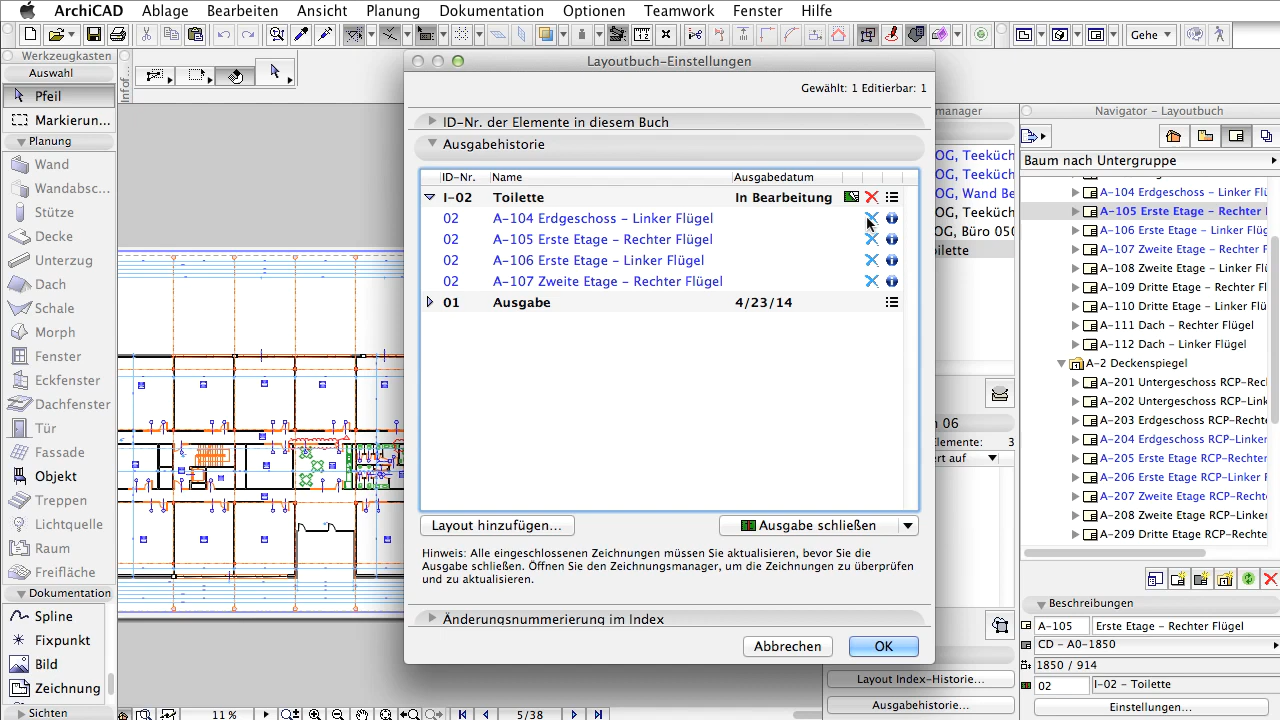 ArchiCAD Ablage Bearbeiten Ansicht Planung Dokumentation Optionen Teamwork Fenster Hilfe
Gehe
Werkzeugkasten
Auswahl
Pfeil
Markierun...
Planung
Wand
Wandabsc...
Stütze
Decke
Unterzug
Dach
Schale
Morph
Fenster
Eckfenster
Dachfenster
Tür
Fassade
Objekt
Treppen
Lichtquelle
Raum
Freifläche
Dokumentation
Spline
Fixpunkt
Bild
Zeichnung
Sichten
Infof...
Layoutbuch-Einstellungen
Gewählt: 1 Editierbar: 1
ID-Nr. der Elemente in diesem Buch
Ausgabehistorie
ID-Nr. Name Ausgabedatum
I-02 Toilette In Bearbeitung
02 A-104 Erdgeschoss - Linker Flügel
02 A-105 Erste Etage - Rechter Flügel
02 A-106 Erste Etage - Linker Flügel
02 A-107 Zweite Etage - Rechter Flügel
01 Ausgabe 4/23/14
Layout hinzufügen... Ausgabe schließen
Hinweis: Alle eingeschlossenen Zeichnungen müssen Sie aktualisieren, bevor Sie die
Ausgabe schließen. Öffnen Sie den Zeichnungsmanager, um die Zeichnungen zu überprüfen
und zu aktualisieren.
Änderungsnummerierung im Index
Abbrechen OK
manager
OG, Teeküch
OG, Teeküch
OG, Wand Be
OG, Büro 050
oilette
n 06
Elemente: 3
ert auf
Layout Index-Historie...
Ausgabehistorie...
11 % 5/38
Navigator - Layoutbuch
Baum nach Untergruppe
A-104 Erdgeschoss - Linker Flü
A-105 Erste Etage - Rechter
A-106 Erste Etage - Linker Flüg
A-107 Zweite Etage - Rechter F
A-108 Zweite Etage - Linker Fl
A-109 Dritte Etage - Rechter Fl
A-110 Dritte Etage - Linker Flü
A-111 Dach - Rechter Flügel
A-112 Dach - Linker Flügel
A-2 Deckenspiegel
A-201 Untergeschoss RCP-Rec
A-202 Untergeschoss RCP-Link
A-203 Erdgeschoss RCP-Rechte
A-204 Erdgeschoss RCP-Linker
A-205 Erste Etage RCP-Rechte
A-206 Erste Etage RCP-Linker F
A-207 Zweite Etage RCP-Recht
A-208 Zweite Etage RCP-Linker
A-209 Dritte Etage RCP-Rechte
Beschreibungen
A-105 Erste Etage - Rechter Flügel
CD - A0-1850
1850 / 914
02 I-02 - Toilette
Einstellungen...